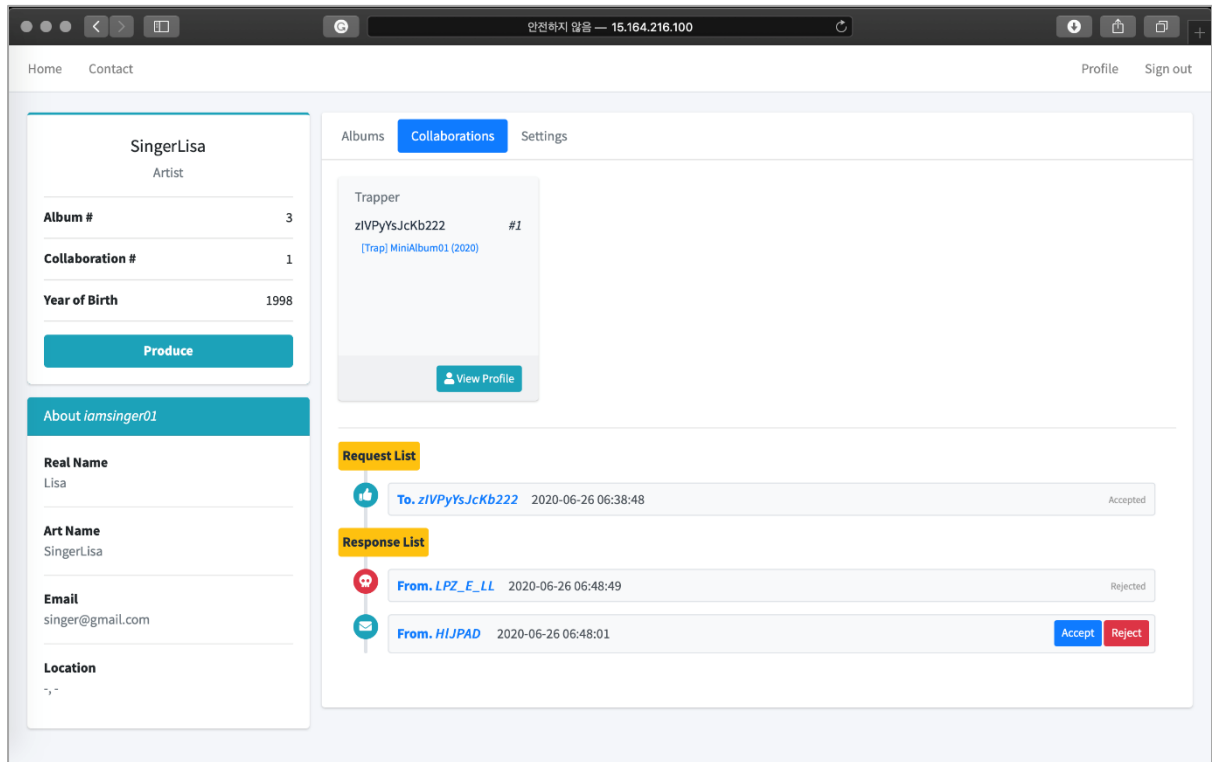 안전하지 않음 — 15.164.216.100
Home Contact Profile Sign out
SingerLisa
Artist
Album # 3
Collaboration # 1
Year of Birth 1998
Produce
About iamsinger01
Real Name
Lisa
Art Name
SingerLisa
Email
singer@gmail.com
Location
-, -
Albums Collaborations Settings
Trapper
zIVPyYsJcKb222 #1
[Trap] MiniAlbum01 (2020)
View Profile
Request List
To. zIVPyYsJcKb222 2020-06-26 06:38:48 Accepted
Response List
From. LPZ_E_LL 2020-06-26 06:48:49 Rejected
From. HIJPAD 2020-06-26 06:48:01 Accept Reject